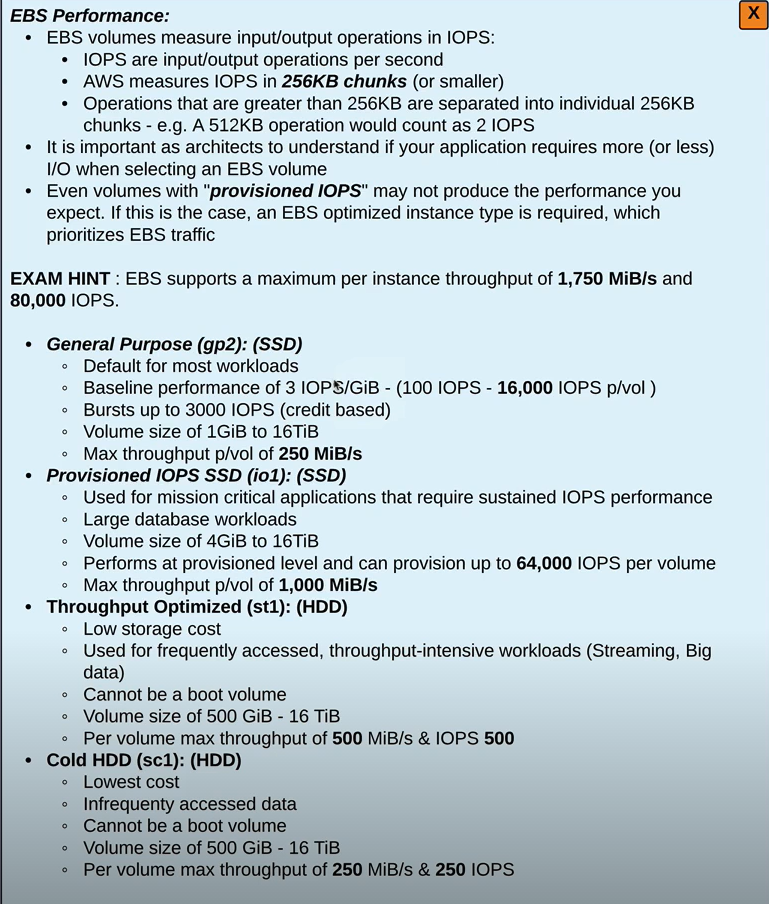 EBS Performance:
X
• EBS volumes measure input/output operations in IOPS:
• IOPS are input/output operations per second
• AWS measures IOPS in 256KB chunks (or smaller)
• Operations that are greater than 256KB are separated into individual 256KB
chunks - e.g. A 512KB operation would count as 2 IOPS
• It is important as architects to understand if your application requires more (or less)
I/O when selecting an EBS volume
• Even volumes with "provisioned IOPS" may not produce the performance you
expect. If this is the case, an EBS optimized instance type is required, which
prioritizes EBS traffic
EXAM HINT : EBS supports a maximum per instance throughput of 1,750 MiB/s and
80,000 IOPS.
• General Purpose (gp2): (SSD)
◦ Default for most workloads
◦ Baseline performance of 3 IOPS/GiB - (100 IOPS - 16,000 IOPS p/vol )
◦ Bursts up to 3000 IOPS (credit based)
◦ Volume size of 1GiB to 16TiB
◦ Max throughput p/vol of 250 MiB/s
• Provisioned IOPS SSD (io1): (SSD)
◦ Used for mission critical applications that require sustained IOPS performance
◦ Large database workloads
◦ Volume size of 4GiB to 16TiB
◦ Performs at provisioned level and can provision up to 64,000 IOPS per volume
◦ Max throughput p/vol of 1,000 MiB/s
• Throughput Optimized (st1): (HDD)
◦ Low storage cost
◦ Used for frequently accessed, throughput-intensive workloads (Streaming, Big
data)
◦ Cannot be a boot volume
◦ Volume size of 500 GiB - 16 TiB
◦ Per volume max throughput of 500 MiB/s & IOPS 500
• Cold HDD (sc1): (HDD)
◦ Lowest cost
◦ Infrequenty accessed data
◦ Cannot be a boot volume
◦ Volume size of 500 GiB - 16 TiB
◦ Per volume max throughput of 250 MiB/s & 250 IOPS